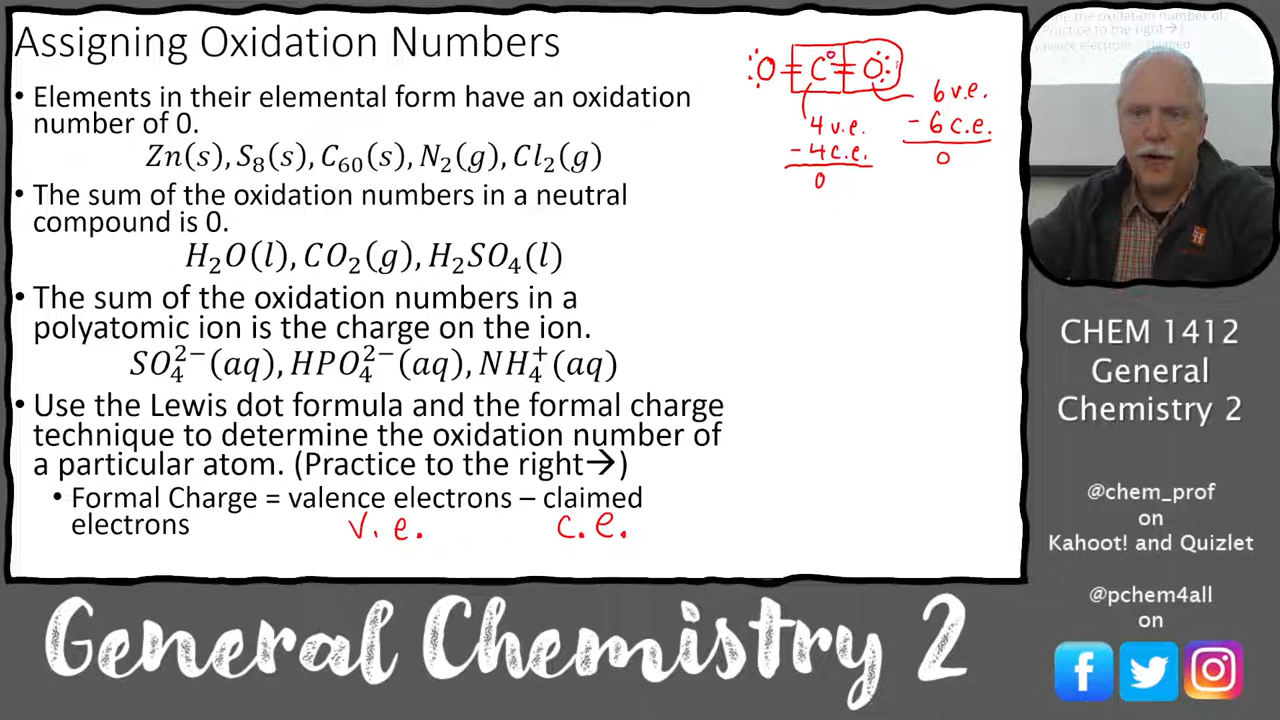 Assigning Oxidation Numbers
• Elements in their elemental form have an oxidation
number of 0.
Zn(s), S₈(s), C₆₀(s), N₂(g), Cl₂(g)
• The sum of the oxidation numbers in a neutral
compound is 0.
H₂O(l), CO₂(g), H₂SO₄(l)
• The sum of the oxidation numbers in a
polyatomic ion is the charge on the ion.
SO₄²⁻(aq), HPO₄²⁻(aq), NH₄⁺(aq)
• Use the Lewis dot formula and the formal charge
technique to determine the oxidation number of
a particular atom. (Practice to the right→)
• Formal Charge = valence electrons – claimed
electrons
v.e. c.e.
O=C=O
0
4 v.e.
- 4 c.e.
0
6 v.e.
- 6 c.e.
0
CHEM 1412
General
Chemistry 2
@chem_prof
on
Kahoot! and Quizlet
@pchem4all
on
General Chemistry 2